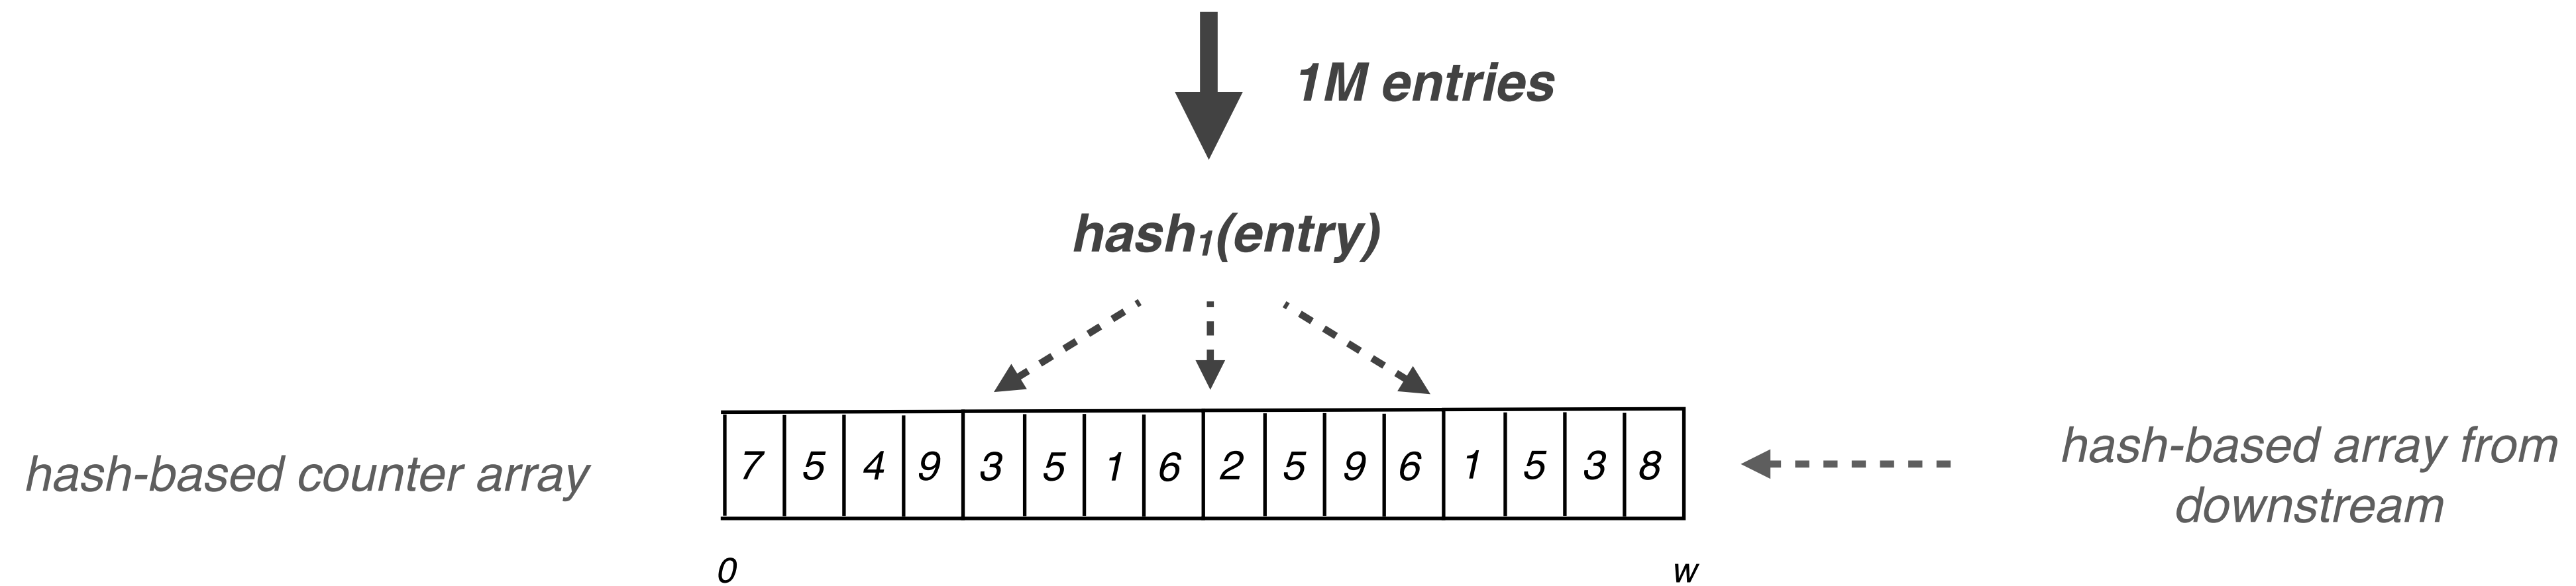 1M entries
hash₁(entry)
hash-based counter array
7 5 4 9 3 5 1 6 2 5 9 6 1 5 3 8
hash-based array from
downstream
0 w